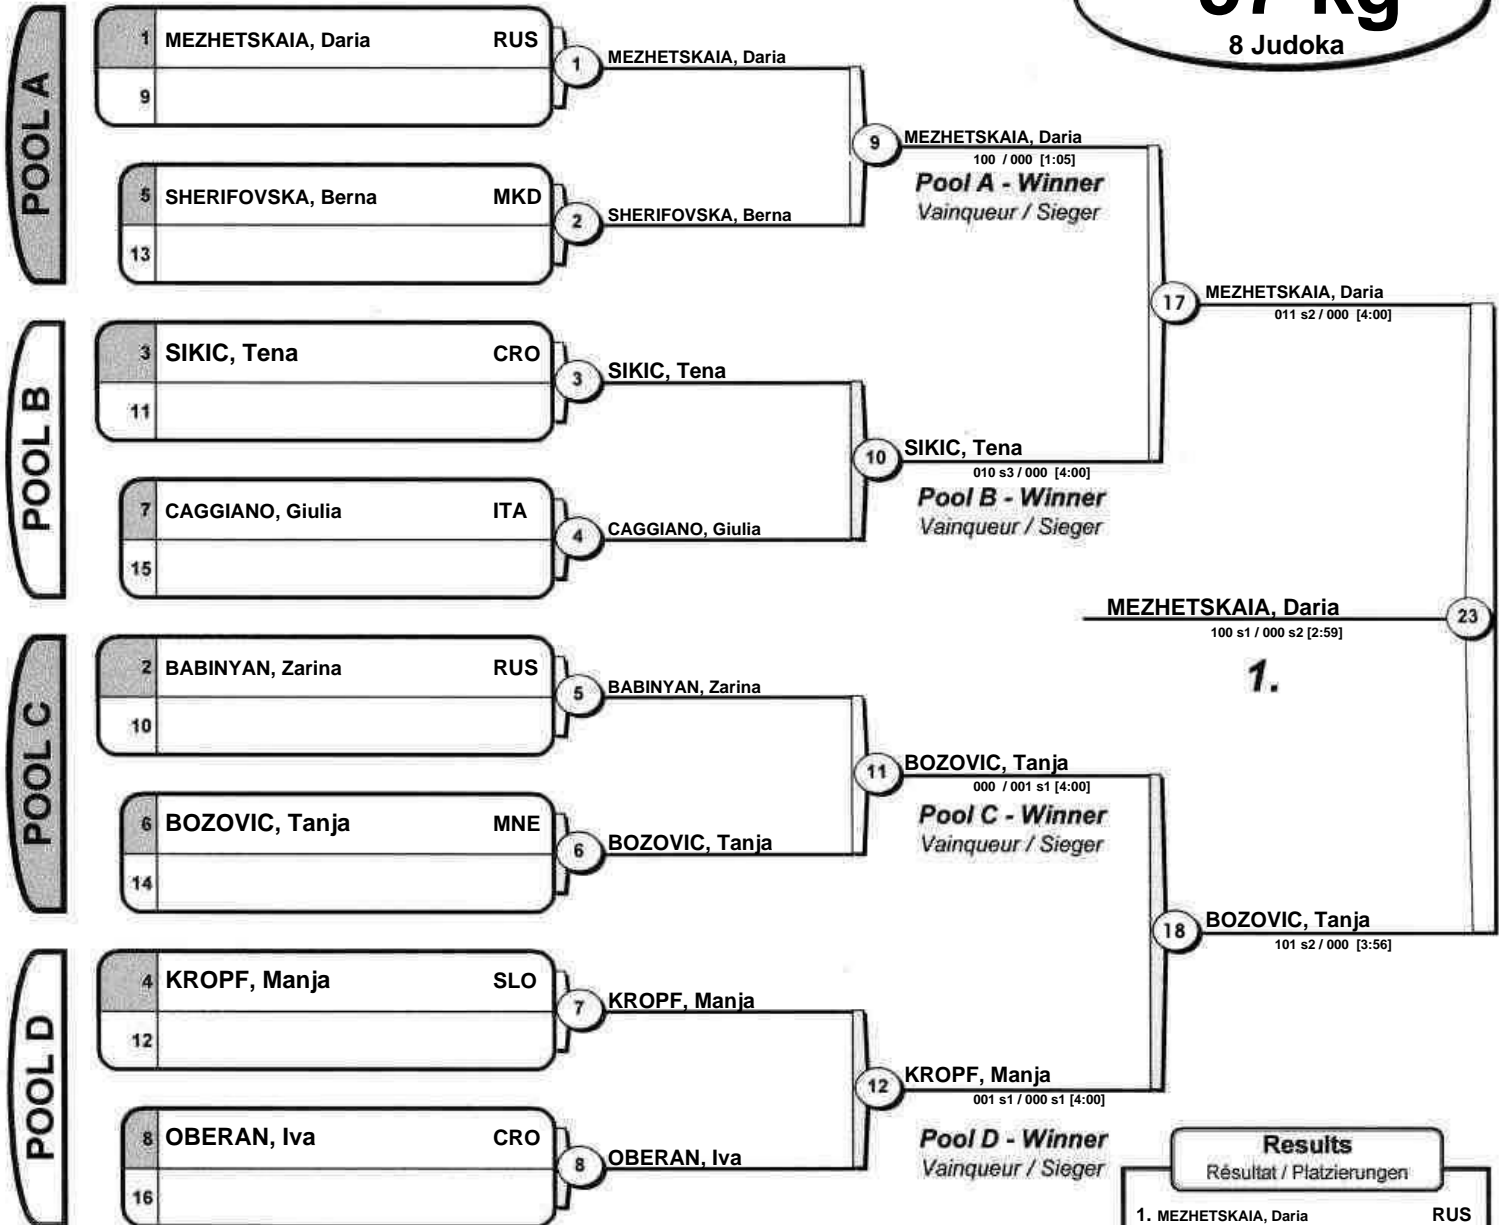 8 Judoka
POOL A
1 MEZHETSKAIA, Daria RUS
9
1 MEZHETSKAIA, Daria
5 SHERIFOVSKA, Berna MKD
13
2 SHERIFOVSKA, Berna
9 MEZHETSKAIA, Daria
100 / 000 [1:05]
Pool A - Winner
Vainqueur / Sieger
POOL B
3 SIKIC, Tena CRO
11
3 SIKIC, Tena
7 CAGGIANO, Giulia ITA
15
4 CAGGIANO, Giulia
10 SIKIC, Tena
010 s3 / 000 [4:00]
Pool B - Winner
Vainqueur / Sieger
17 MEZHETSKAIA, Daria
011 s2 / 000 [4:00]
MEZHETSKAIA, Daria 23
100 s1 / 000 s2 [2:59]
1.
POOL C
2 BABINYAN, Zarina RUS
10
5 BABINYAN, Zarina
6 BOZOVIC, Tanja MNE
14
6 BOZOVIC, Tanja
11 BOZOVIC, Tanja
000 / 001 s1 [4:00]
Pool C - Winner
Vainqueur / Sieger
18 BOZOVIC, Tanja
101 s2 / 000 [3:56]
POOL D
4 KROPF, Manja SLO
12
7 KROPF, Manja
8 OBERAN, Iva CRO
16
8 OBERAN, Iva
12 KROPF, Manja
001 s1 / 000 s1 [4:00]
Pool D - Winner
Vainqueur / Sieger
Results
Résultat / Platzierungen
1. MEZHETSKAIA, Daria RUS